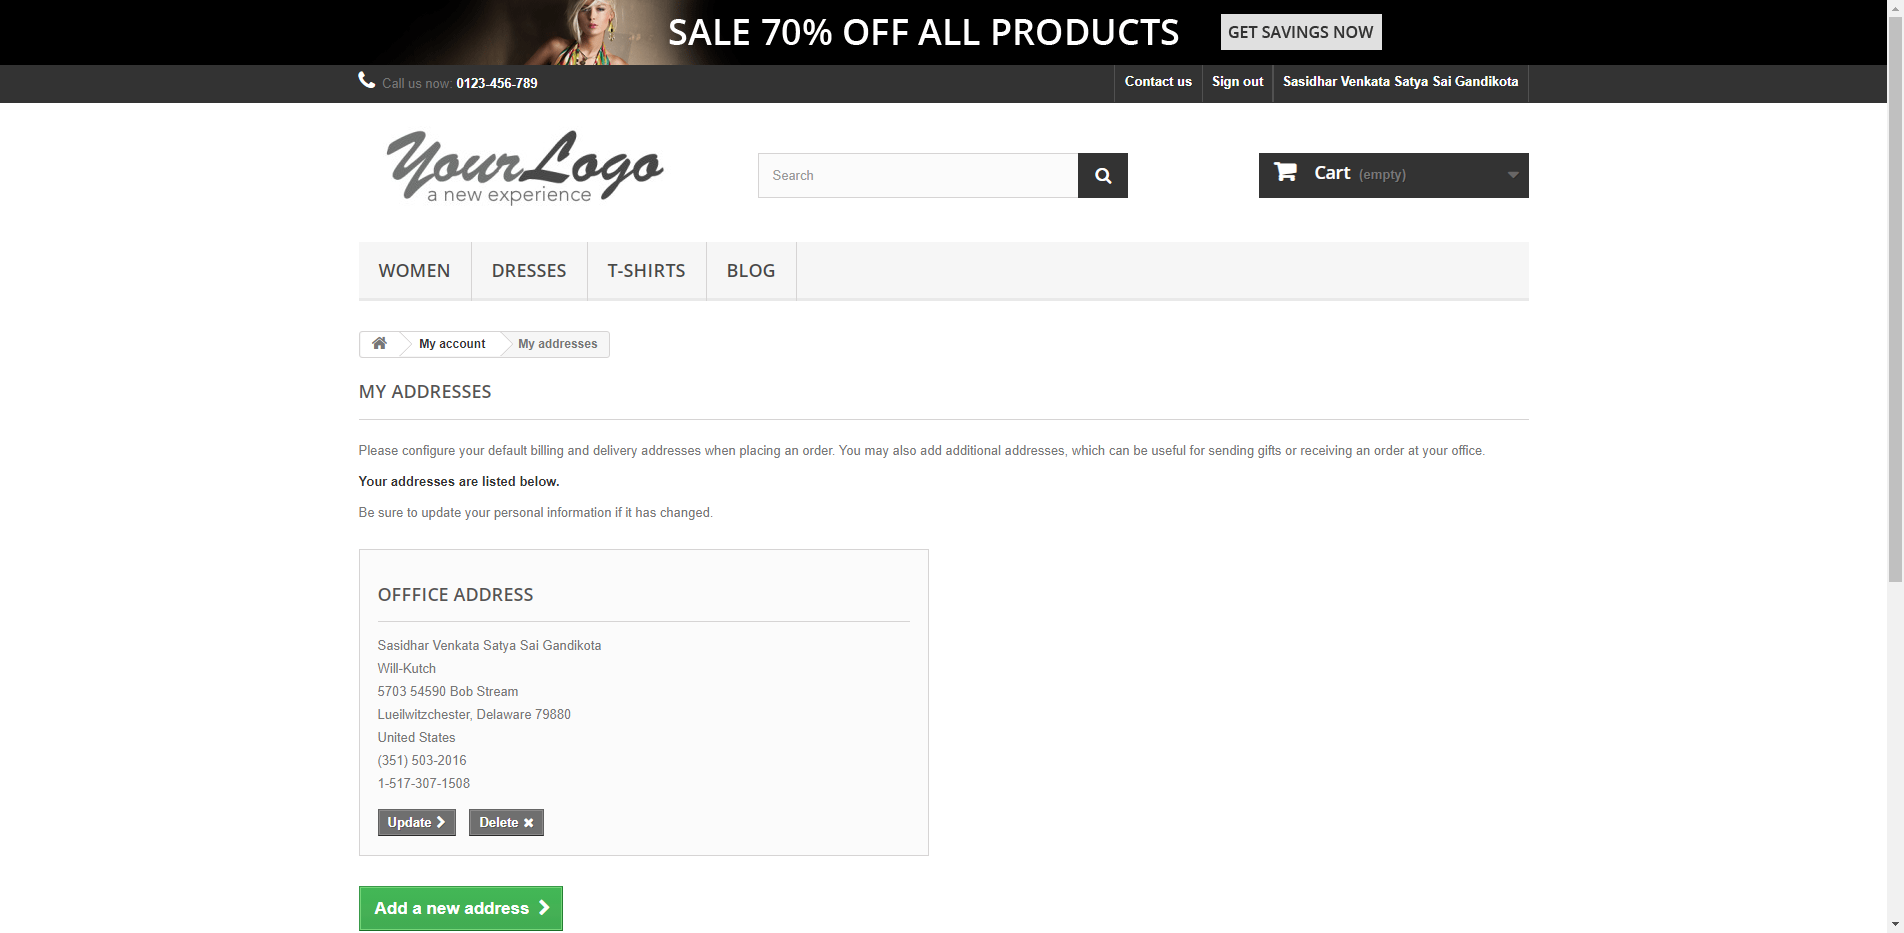 SALE 70% OFF ALL PRODUCTS
GET SAVINGS NOW
Call us now: 0123-456-789
Contact us
Sign out
Sasidhar Venkata Satya Sai Gandikota
YourLogo
a new experience
Search
Cart (empty)
WOMEN
DRESSES
T-SHIRTS
BLOG
My account
My addresses
MY ADDRESSES
Please configure your default billing and delivery addresses when placing an order. You may also add additional addresses, which can be useful for sending gifts or receiving an order at your office.
Your addresses are listed below.
Be sure to update your personal information if it has changed.
OFFFICE ADDRESS
Sasidhar Venkata Satya Sai Gandikota
Will-Kutch
5703 54590 Bob Stream
Lueilwitzchester, Delaware 79880
United States
(351) 503-2016
1-517-307-1508
Update
Delete
Add a new address